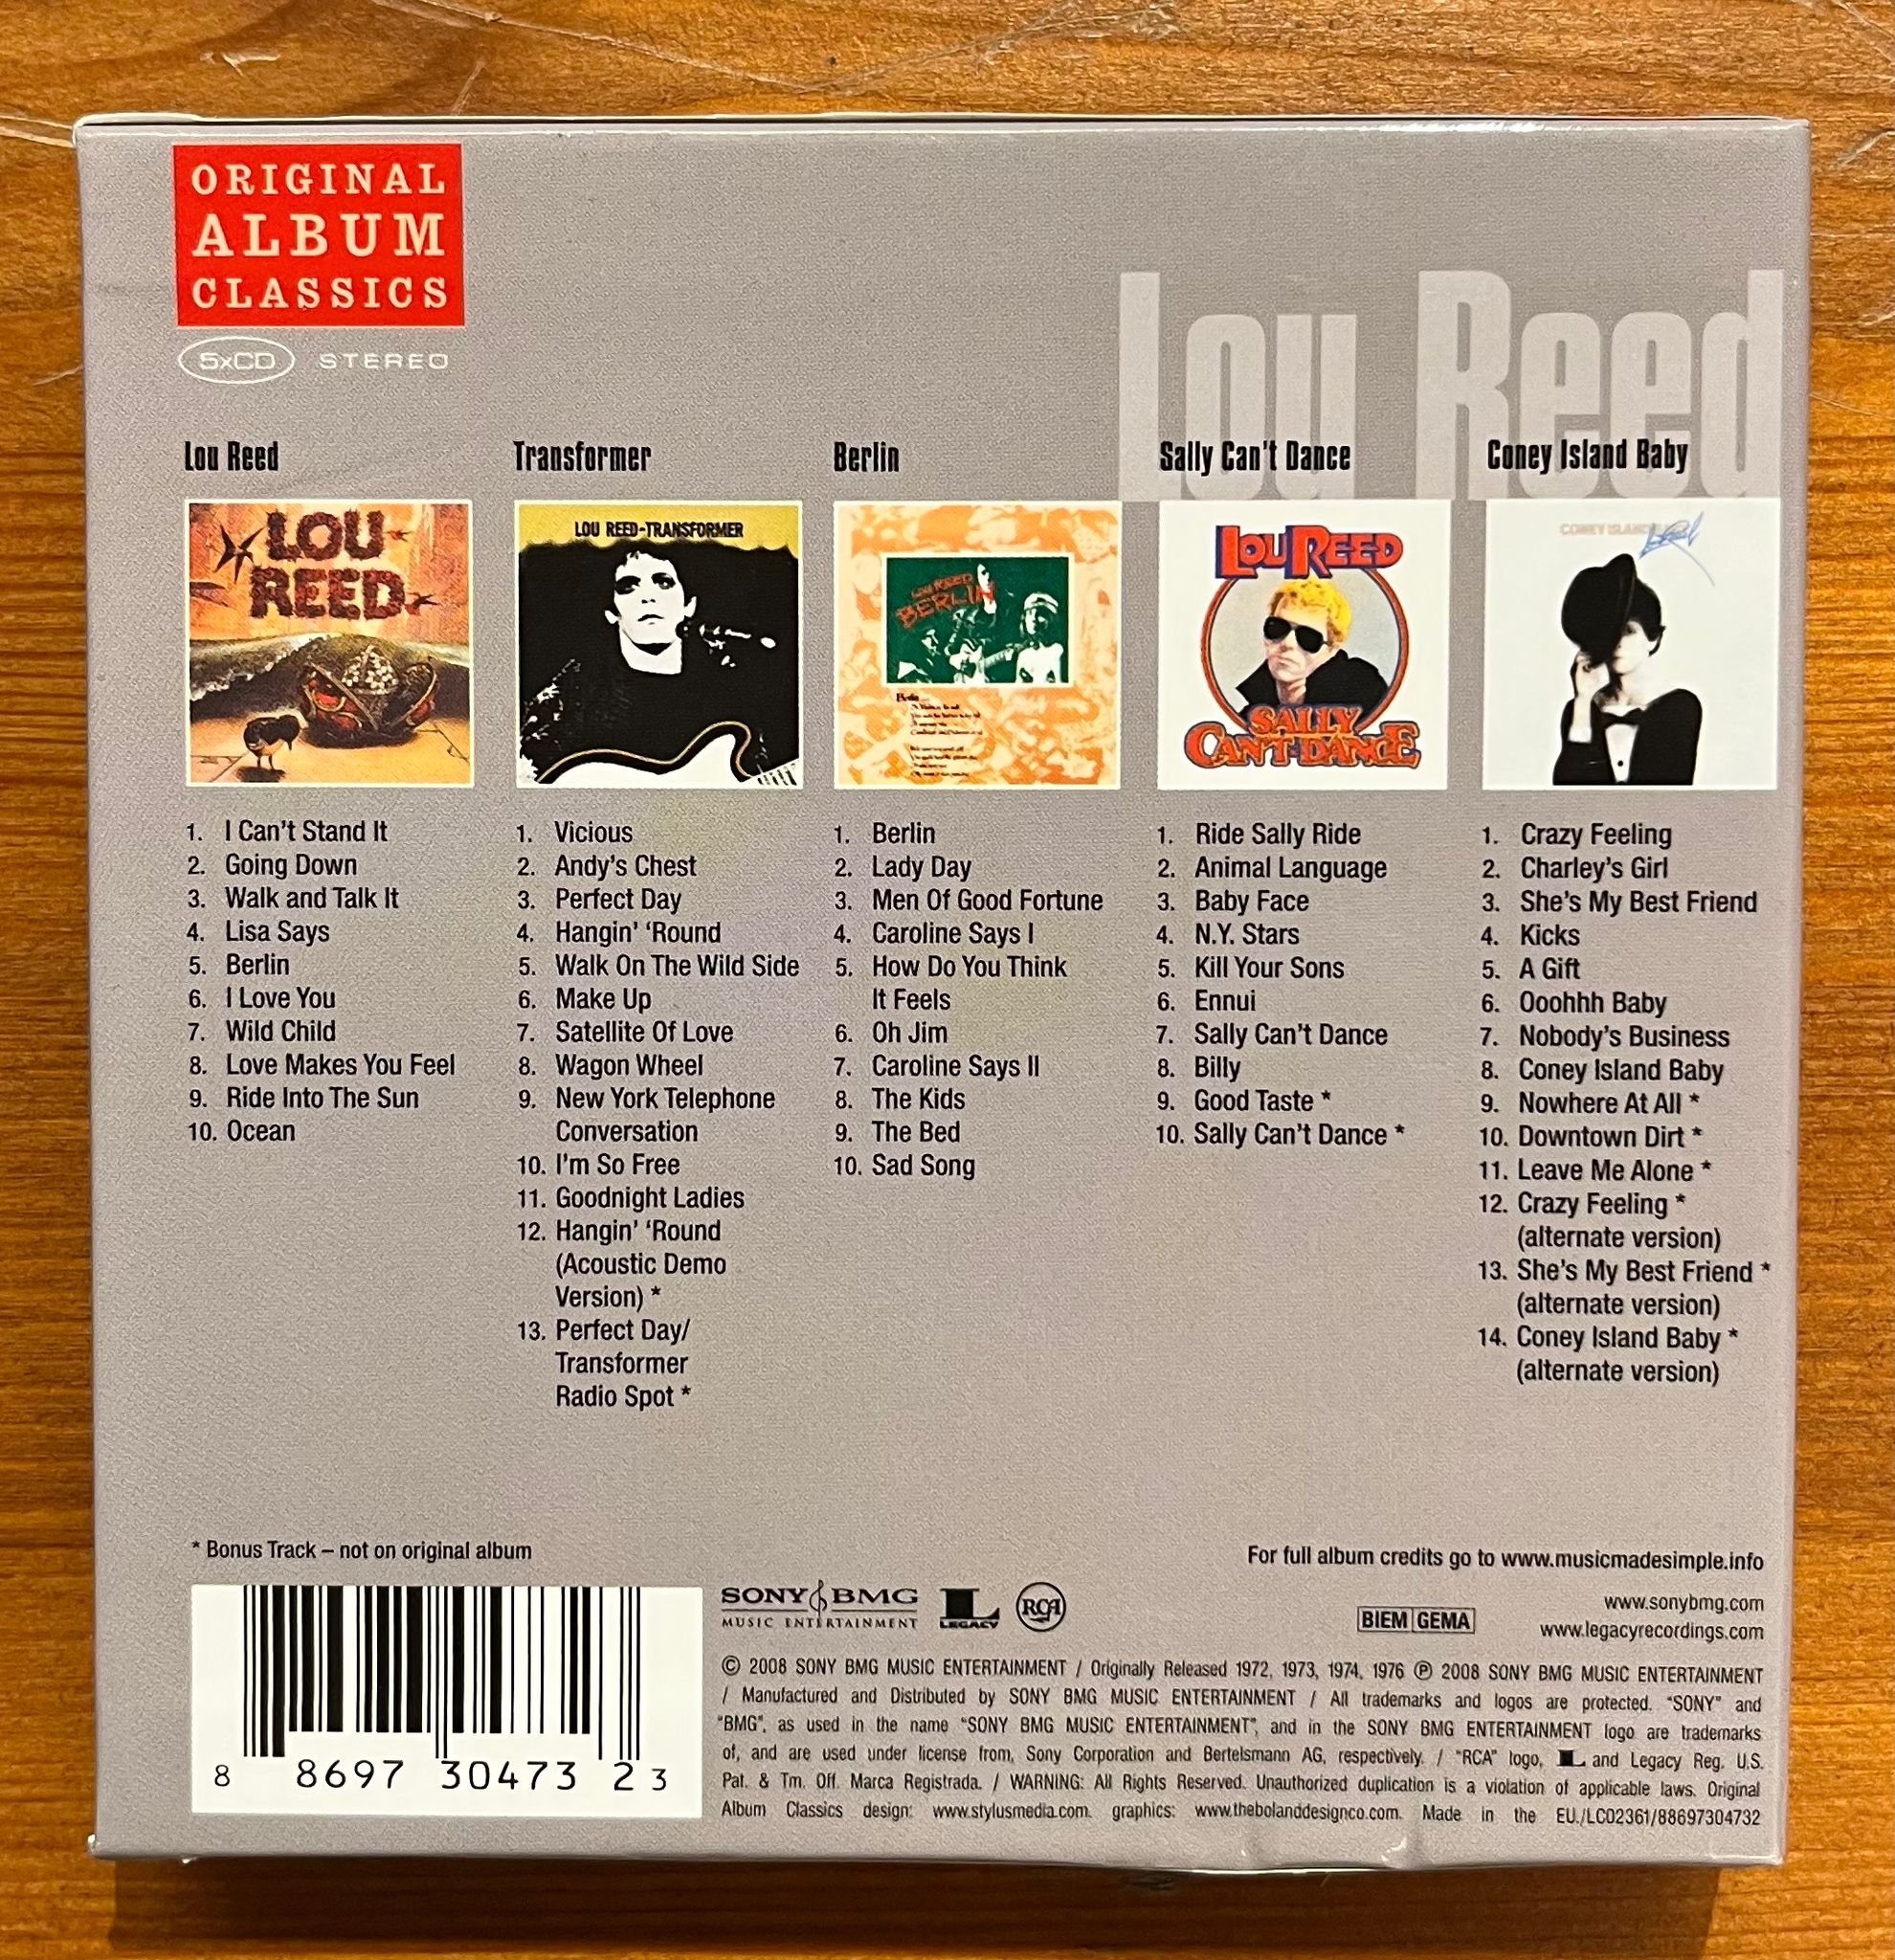 ORIGINAL
ALBUM
CLASSICS
5xCD STEREO
Lou Reed
Lou Reed
LOU
REED
1. I Can't Stand It
2. Going Down
3. Walk and Talk It
4. Lisa Says
5. Berlin
6. I Love You
7. Wild Child
8. Love Makes You Feel
9. Ride Into The Sun
10. Ocean
Transformer
LOU REED-TRANSFORMER
1. Vicious
2. Andy's Chest
3. Perfect Day
4. Hangin' ‘Round
5. Walk On The Wild Side
6. Make Up
7. Satellite Of Love
8. Wagon Wheel
9. New York Telephone
Conversation
10. I'm So Free
11. Goodnight Ladies
12. Hangin' ‘Round
(Acoustic Demo
Version) *
13. Perfect Day/
Transformer
Radio Spot *
Berlin
LOU REED
BERLIN
Berlin
1. Berlin
2. Lady Day
3. Men Of Good Fortune
4. Caroline Says I
5. How Do You Think
It Feels
6. Oh Jim
7. Caroline Says II
8. The Kids
9. The Bed
10. Sad Song
Sally Can't Dance
LOU REED
SALLY
CAN'T DANCE
1. Ride Sally Ride
2. Animal Language
3. Baby Face
4. N.Y. Stars
5. Kill Your Sons
6. Ennui
7. Sally Can't Dance
8. Billy
9. Good Taste *
10. Sally Can't Dance *
Coney Island Baby
CONEY ISLAND
1. Crazy Feeling
2. Charley's Girl
3. She's My Best Friend
4. Kicks
5. A Gift
6. Ooohhh Baby
7. Nobody's Business
8. Coney Island Baby
9. Nowhere At All *
10. Downtown Dirt *
11. Leave Me Alone *
12. Crazy Feeling *
(alternate version)
13. She's My Best Friend *
(alternate version)
14. Coney Island Baby *
(alternate version)
* Bonus Track – not on original album
For full album credits go to www.musicmadesimple.info
8 8697 30473 2 3
SONY BMG
MUSIC ENTERTAINMENT
L
LEGACY
RCA
BIEM GEMA
www.sonybmg.com
www.legacyrecordings.com
© 2008 SONY BMG MUSIC ENTERTAINMENT / Originally Released 1972, 1973, 1974, 1976 ℗ 2008 SONY BMG MUSIC ENTERTAINMENT
/ Manufactured and Distributed by SONY BMG MUSIC ENTERTAINMENT / All trademarks and logos are protected. "SONY" and
"BMG", as used in the name "SONY BMG MUSIC ENTERTAINMENT", and in the SONY BMG ENTERTAINMENT logo are trademarks
of, and are used under license from, Sony Corporation and Bertelsmann AG, respectively. / "RCA" logo, L and Legacy Reg. U.S.
Pat. & Tm. Off. Marca Registrada. / WARNING: All Rights Reserved. Unauthorized duplication is a violation of applicable laws. Original
Album Classics design: www.stylusmedia.com. graphics: www.thebolanddesignco.com. Made in the EU./LC02361/88697304732